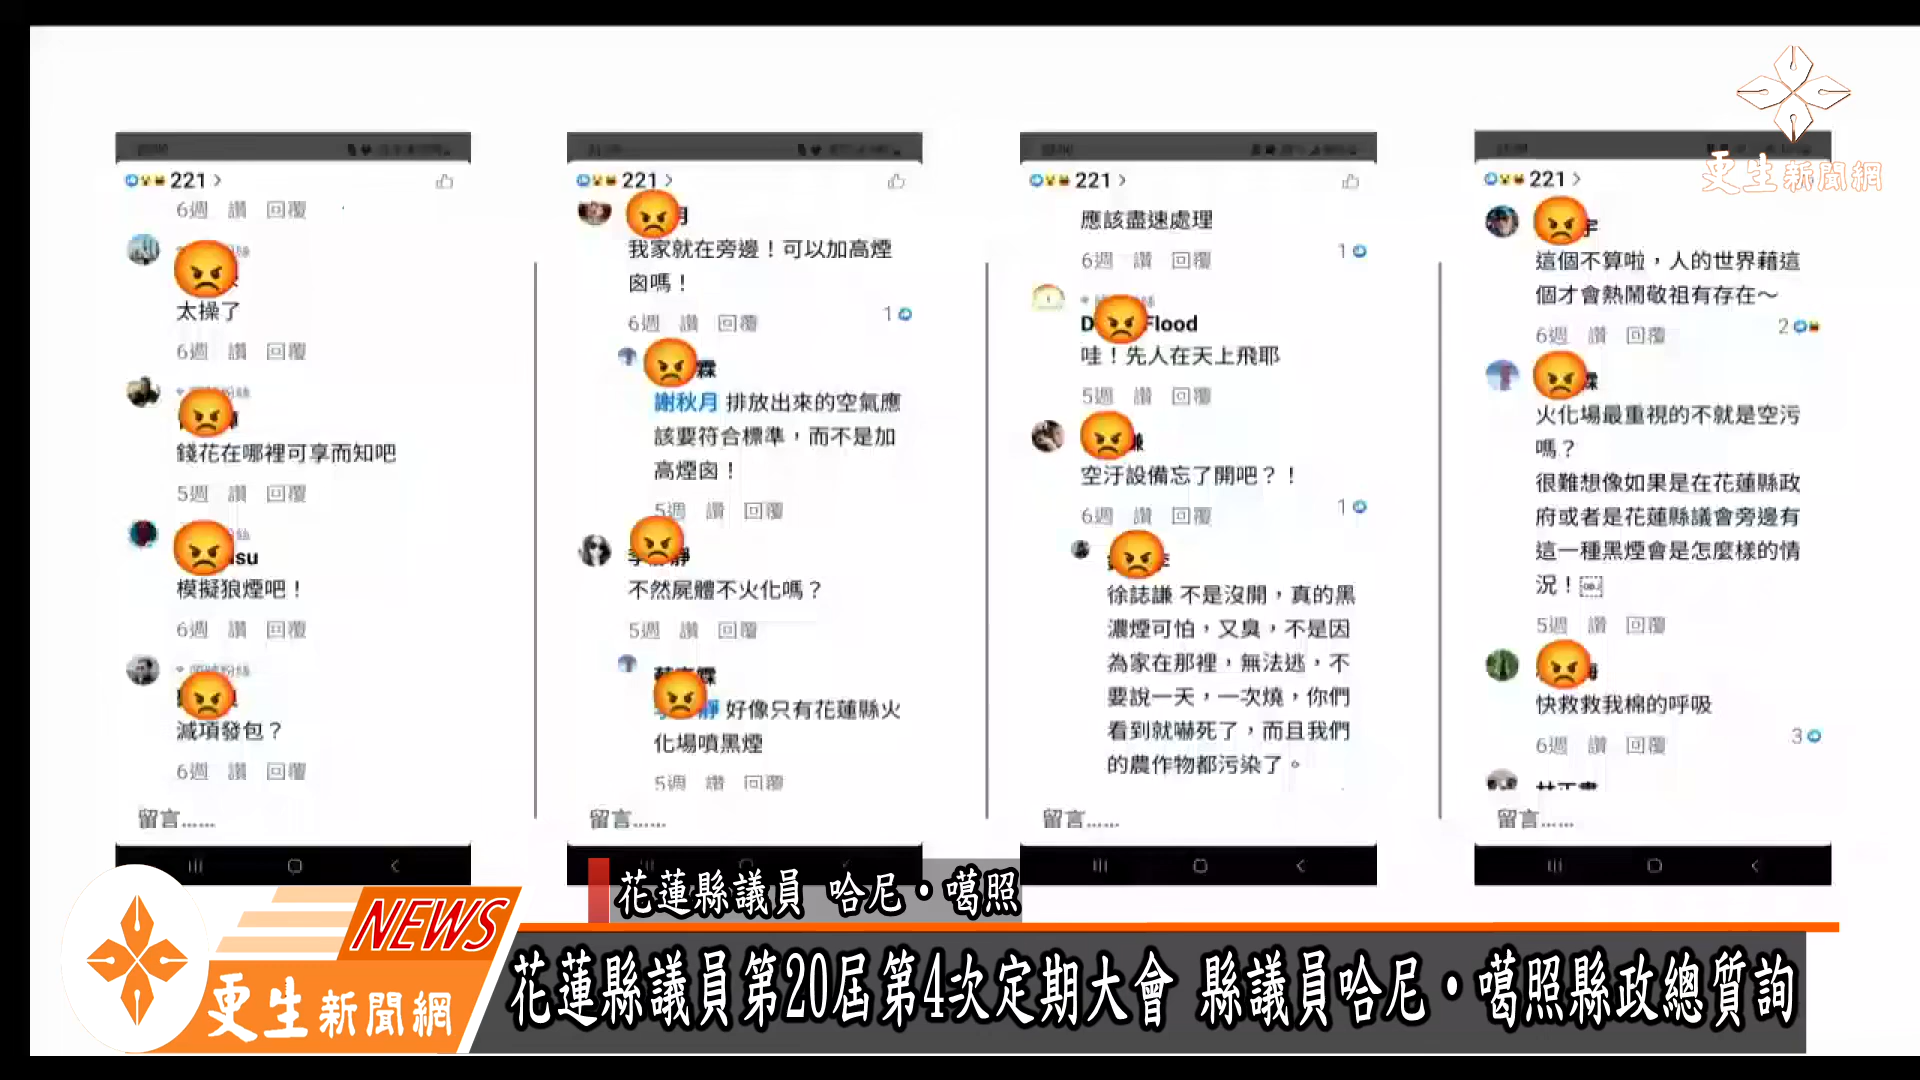 221 >
6週 讚 回覆
太操了
6週 讚 回覆
錢花在哪裡可享而知吧
5週 讚 回覆
su
模擬狼煙吧！
6週 讚 回覆
減項發包？
6週 讚 回覆
留言......
221 >
月
我家就在旁邊！可以加高煙
囪嗎！
6週 讚 回覆
1
霖
謝秋月 排放出來的空氣應
該要符合標準，而不是加
高煙囪！
5週 讚 回覆
靜
不然屍體不火化嗎？
5週 讚 回覆
霖
靜 好像只有花蓮縣火
化場噴黑煙
5週 讚 回覆
留言......
221 >
應該盡速處理
1
6週 讚 回覆
D Flood
哇！先人在天上飛耶
5週 讚 回覆
謙
空汙設備忘了開吧？！
1
6週 讚 回覆
徐誌謙 不是沒開，真的黑
濃煙可怕，又臭，不是因
為家在那裡，無法逃，不
要說一天，一次燒，你們
看到就嚇死了，而且我們
的農作物都污染了。
留言......
221 >
宇
這個不算啦，人的世界藉這
個才會熱鬧敬祖有存在～
2
6週 讚 回覆
霖
火化場最重視的不就是空污
嗎？
很難想像如果是在花蓮縣政
府或者是花蓮縣議會旁邊有
這一種黑煙會是怎麼樣的情
況！OBJ
5週 讚 回覆
海
快救救我棉的呼吸
3
6週 讚 回覆
留言......
更生新聞網
花蓮縣議員 哈尼·噶照
NEWS
更生新聞網
花蓮縣議員第20屆第4次定期大會 縣議員哈尼·噶照縣政總質詢